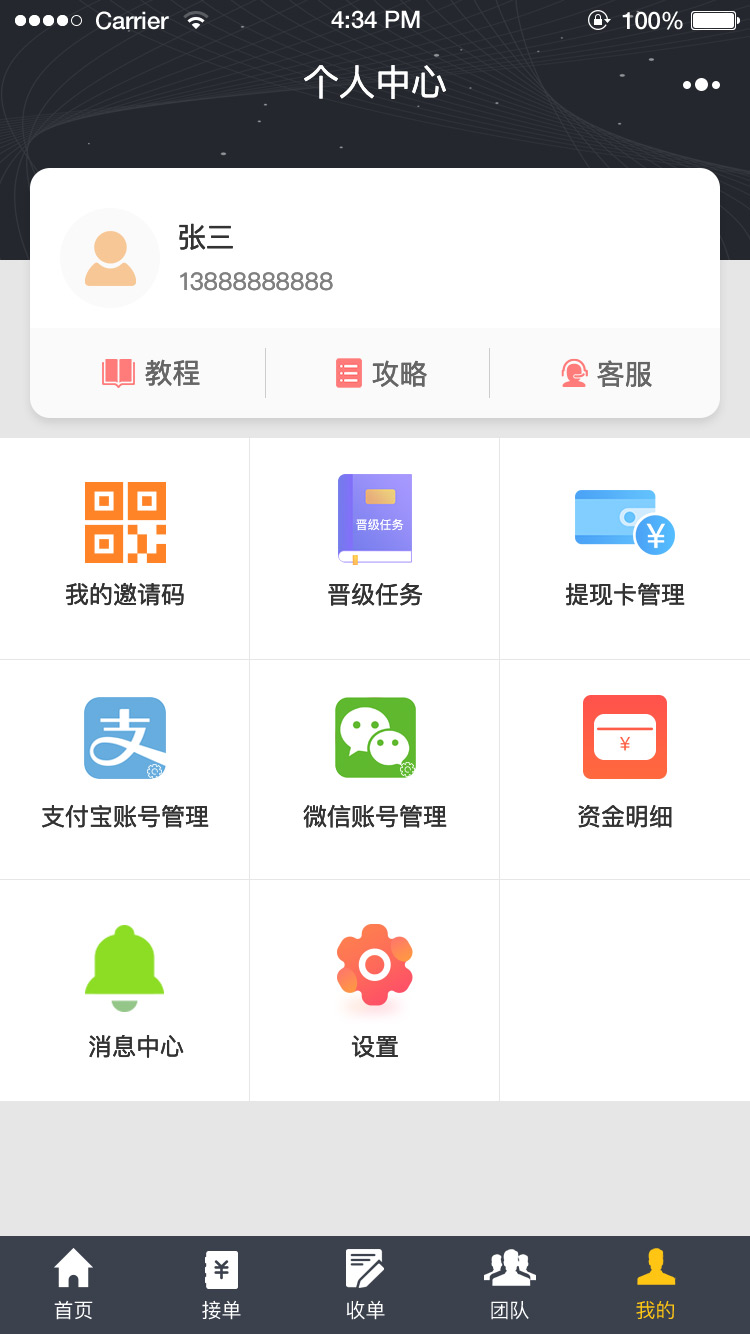 Carrier 4:34 PM 100%
个人中心
张三
13888888888
教程 攻略 客服
晋级任务
我的邀请码 晋级任务 提现卡管理
支
¥
支付宝账号管理 微信账号管理 资金明细
消息中心 设置
首页 接单 收单 团队 我的